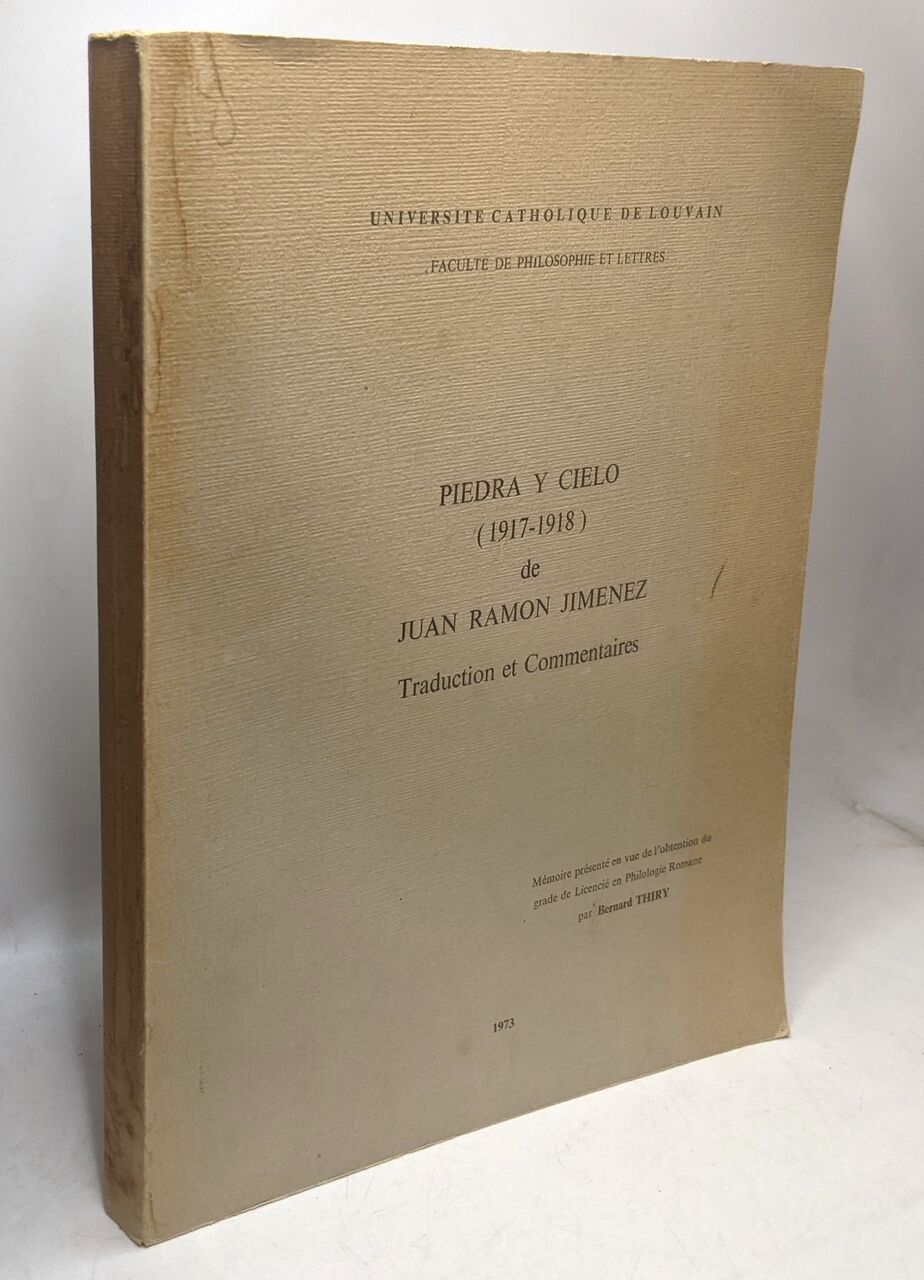 UNIVERSITE CATHOLIQUE DE LOUVAIN
FACULTE DE PHILOSOPHIE ET LETTRES
PIEDRA Y CIELO
(1917-1918)
de
JUAN RAMON JIMENEZ
Traduction et Commentaires
Mémoire présenté en vue de l'obtention du
grade de Licencié en Philologie Romane
par Bernard THIRY
1973